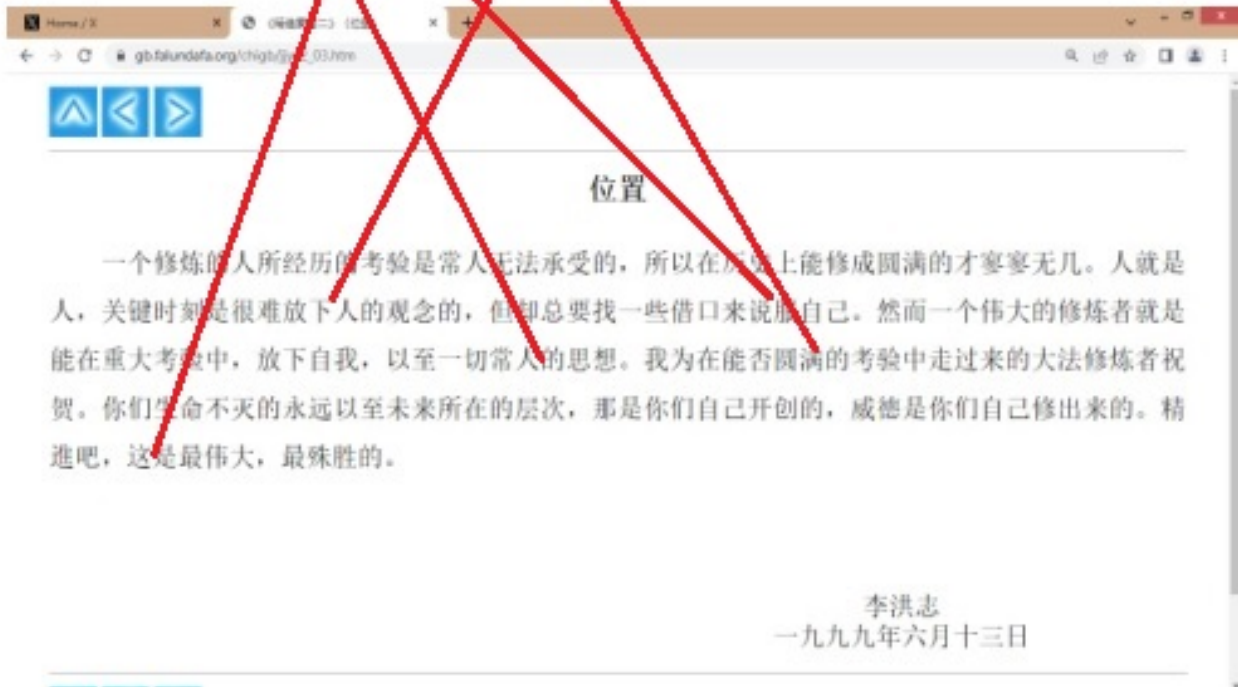 Home / X
gb.falundafa.org/chigb/jjyz2_03.htm
位置
一个修炼的人所经历的考验是常人无法承受的，所以在历史上能修成圆满的才寥寥无几。人就是
人，关键时刻是很难放下人的观念的，但却总要找一些借口来说服自己。然而一个伟大的修炼者就是
能在重大考验中，放下自我，以至一切常人的思想。我为在能否圆满的考验中走过来的大法修炼者祝
贺。你们生命不灭的永远以至未来所在的层次，那是你们自己开创的，威德是你们自己修出来的。精
進吧，这是最伟大，最殊胜的。
李洪志
一九九九年六月十三日